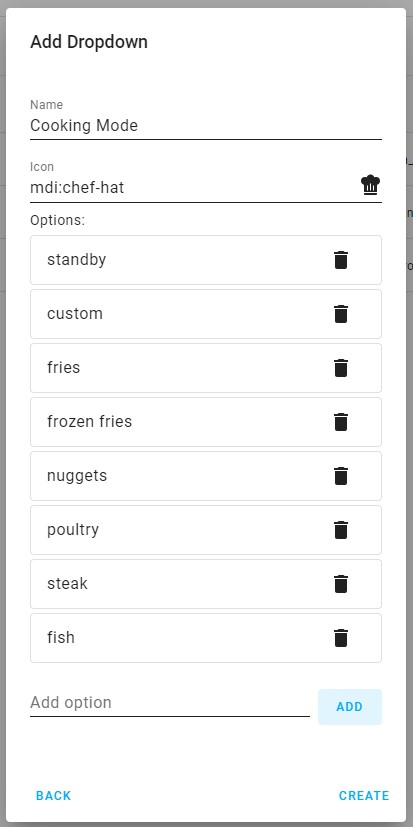 Add Dropdown
Name
Cooking Mode
Icon
mdi:chef-hat
Options:
standby
custom
fries
frozen fries
nuggets
poultry
steak
fish
Add option
ADD
BACK
CREATE